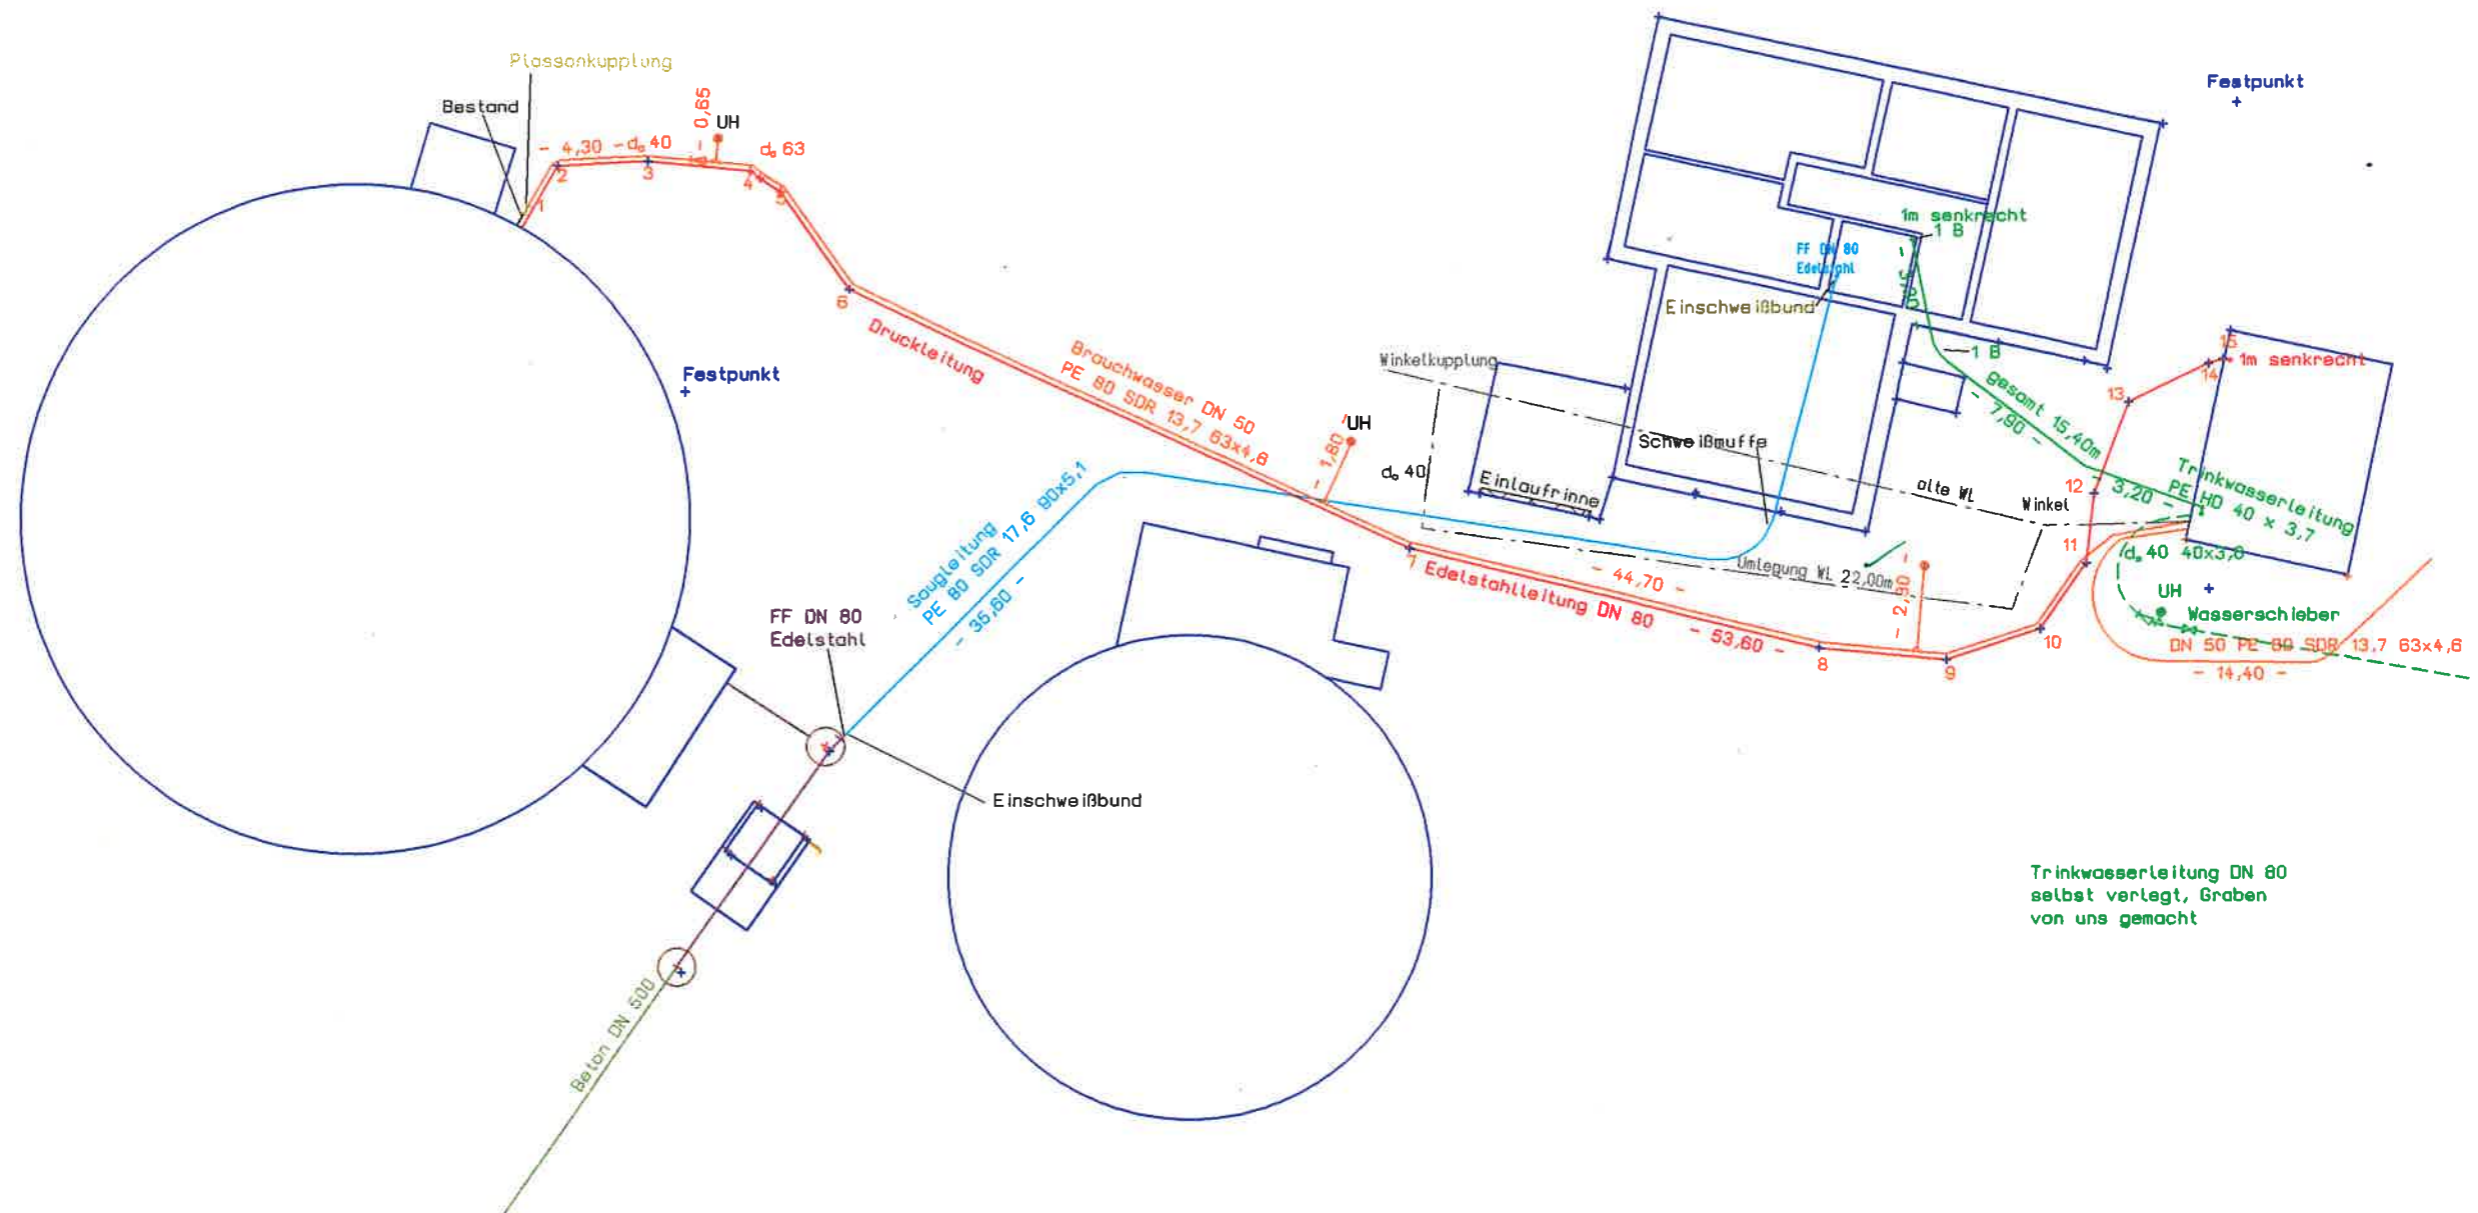 Plassonkupplung
Bestand
- 4,30 -
dₐ 40
- 0,65
UH
dₐ 63
1
2
3
4
5
6
Druckleitung
Brauchwasser DN 50
PE 80 SDR 13,7 63x4,6
Festpunkt
Festpunkt
1m senkrecht
1 B
FF DN 80
Edelstahl
Einschweißbund
Winkelkupplung
1 B
gesamt 15,40m
- 7,90 -
15
14
1m senkrecht
13
UH
- 1,80 -
dₐ 40
Schweißmuffe
Einlaufrinne
alte WL
Winkel
12
- 3,20 -
Trinkwasserleitung
PE HD 40 x 3,7
11
dₐ 40 40x3,6
Saugleitung
PE 80 SDR 17,6 90x5,1
- 35,60 -
7
Edelstahlleitung DN 80
- 44,70 -
- 53,60 -
Umlegung WL 22,00m
- 2,90 -
8
9
10
UH
Wasserschieber
DN 50 PE 80 SDR 13,7 63x4,6
- 14,40 -
FF DN 80
Edelstahl
Einschweißbund
Beton DN 500
Trinkwasserleitung DN 80
selbst verlegt, Graben
von uns gemacht